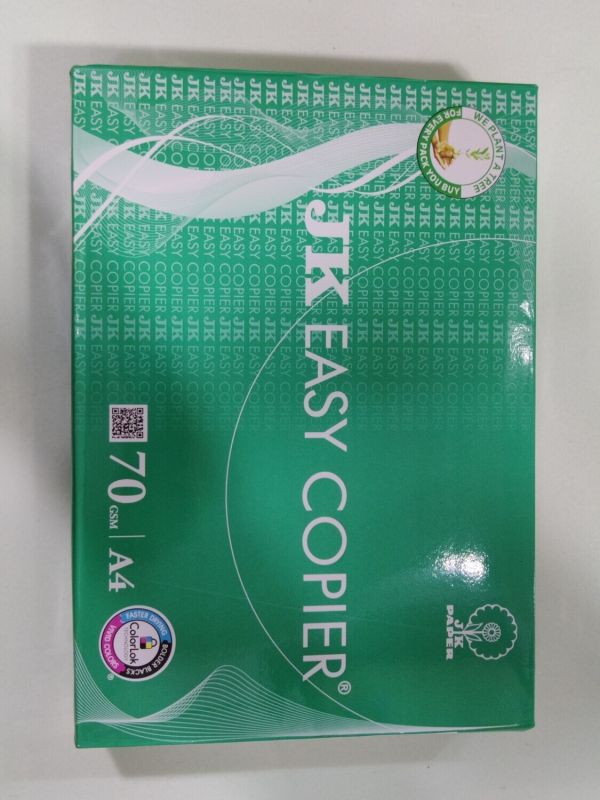 WE PLANT A TREE
FOR EVERY PACK YOU BUY
JK
PAPER
JK EASY COPIER®
70 GSM | A4
FASTER DRYING
BOLDER BLACKS
VIVID COLORS
ColorLok
TECHNOLOGY
®